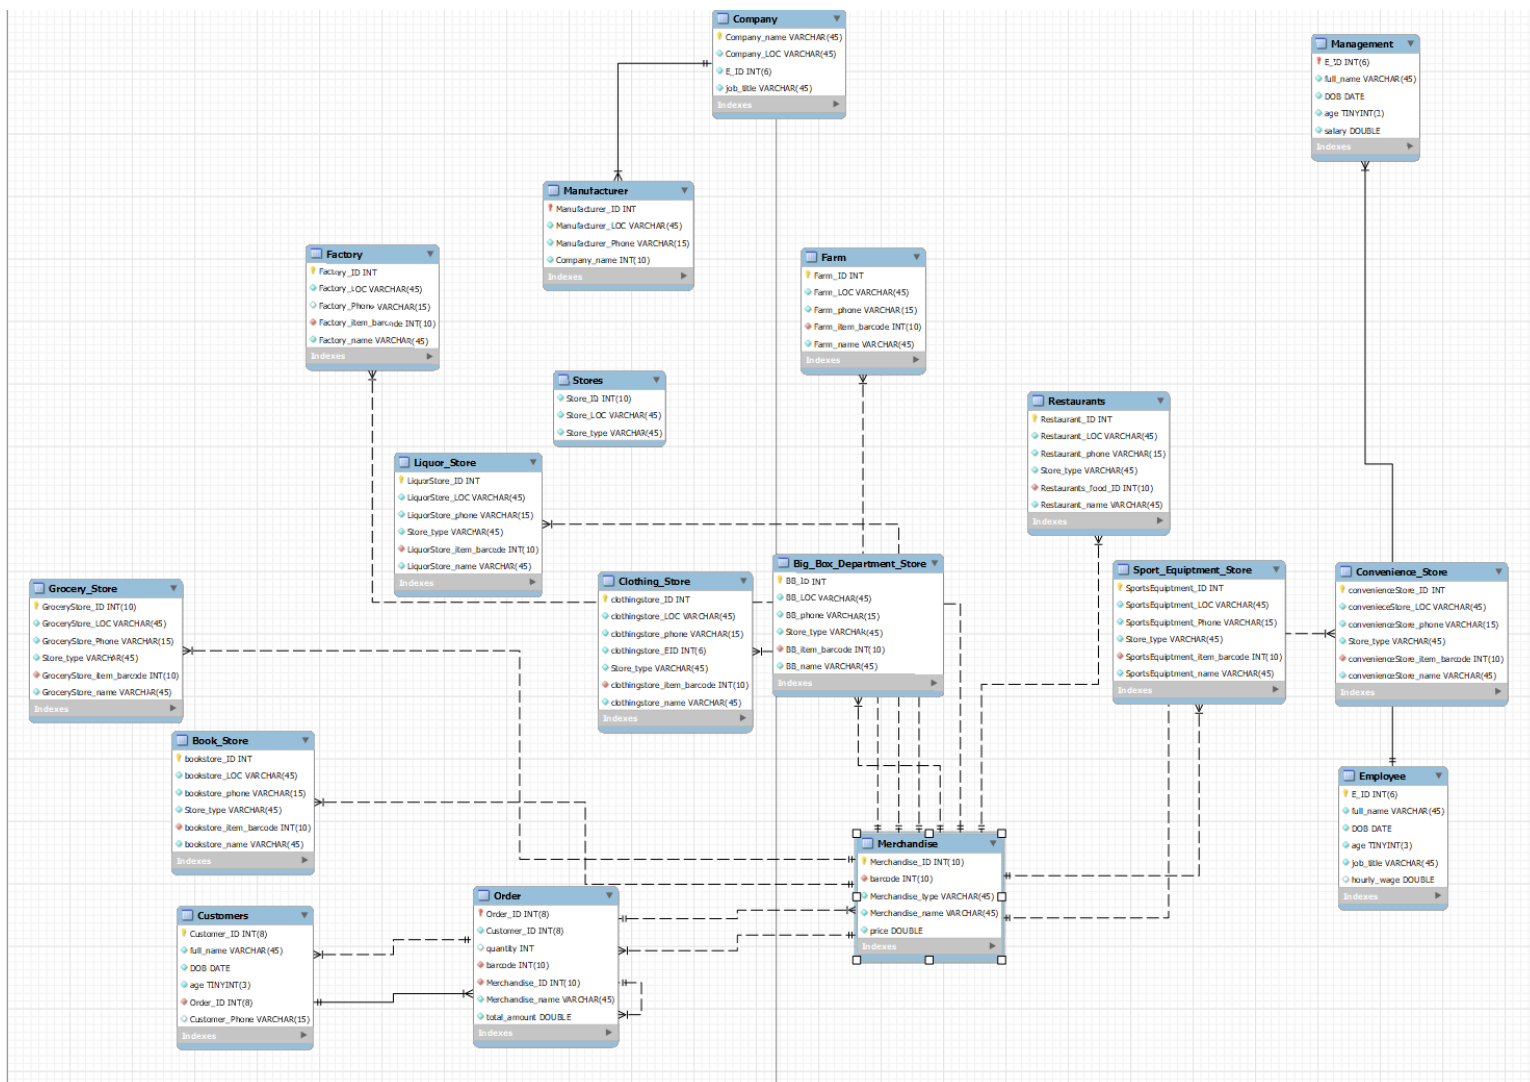 Company
Company_name VARCHAR(45)
Company_LOC VARCHAR(45)
E_ID INT(6)
job_title VARCHAR(45)
Indexes
Management
E_ID INT(6)
full_name VARCHAR(45)
DOB DATE
age TINYINT(3)
salary DOUBLE
Indexes
Manufacturer
Manufacturer_ID INT
Manufacturer_LOC VARCHAR(45)
Manufacturer_Phone VARCHAR(15)
Company_name INT(10)
Indexes
Factory
Factory_ID INT
Factory_LOC VARCHAR(45)
Factory_Phone VARCHAR(15)
Factory_item_barcode INT(10)
Factory_name VARCHAR(45)
Indexes
Farm
Farm_ID INT
Farm_LOC VARCHAR(45)
Farm_phone VARCHAR(15)
Farm_item_barcode INT(10)
Farm_name VARCHAR(45)
Indexes
Stores
Store_ID INT(10)
Store_LOC VARCHAR(45)
Store_type VARCHAR(45)
Restaurants
Restaurant_ID INT
Restaurant_LOC VARCHAR(45)
Restaurant_phone VARCHAR(15)
Store_type VARCHAR(45)
Restaurants_food_ID INT(10)
Restaurant_name VARCHAR(45)
Indexes
Liquor_Store
LiquorStore_ID INT
LiquorStore_LOC VARCHAR(45)
LiquorStore_phone VARCHAR(15)
Store_type VARCHAR(45)
LiquorStore_item_barcode INT(10)
LiquorStore_name VARCHAR(45)
Indexes
Grocery_Store
GroceryStore_ID INT(10)
GroceryStore_LOC VARCHAR(45)
GroceryStore_Phone VARCHAR(15)
Store_type VARCHAR(45)
GroceryStore_item_barcode INT(10)
GroceryStore_name VARCHAR(45)
Indexes
Clothing_Store
clothingstore_ID INT
clothingstore_LOC VARCHAR(45)
clothingstore_phone VARCHAR(15)
clothingstore_EID INT(6)
Store_type VARCHAR(45)
clothingstore_item_barcode INT(10)
clothingstore_name VARCHAR(45)
Indexes
Big_Box_Department_Store
BB_ID INT
BB_LOC VARCHAR(45)
BB_phone VARCHAR(15)
Store_type VARCHAR(45)
BB_item_barcode INT(10)
BB_name VARCHAR(45)
Indexes
Sport_Equiptment_Store
SportsEquiptment_ID INT
SportsEquiptment_LOC VARCHAR(45)
SportsEquiptment_Phone VARCHAR(15)
Store_type VARCHAR(45)
SportsEquiptment_item_barcode INT(10)
SportsEquiptment_name VARCHAR(45)
Indexes
Convenience_Store
convenienceStore_ID INT
convenieceStore_LOC VARCHAR(45)
convenienceStore_phone VARCHAR(15)
Store_type VARCHAR(45)
convenienceStore_item_barcode INT(10)
convenienceStore_name VARCHAR(45)
Indexes
Book_Store
bookstore_ID INT
bookstore_LOC VARCHAR(45)
bookstore_phone VARCHAR(15)
Store_type VARCHAR(45)
bookstore_item_barcode INT(10)
bookstore_name VARCHAR(45)
Indexes
Employee
E_ID INT(6)
full_name VARCHAR(45)
DOB DATE
age TINYINT(3)
job_title VARCHAR(45)
hourly_wage DOUBLE
Indexes
Merchandise
Merchandise_ID INT(10)
barcode INT(10)
Merchandise_type VARCHAR(45)
Merchandise_name VARCHAR(45)
price DOUBLE
Indexes
Order
Order_ID INT(8)
Customer_ID INT(8)
quantity INT
barcode INT(10)
Merchandise_ID INT(10)
Merchandise_name VARCHAR(45)
total_amount DOUBLE
Indexes
Customers
Customer_ID INT(8)
full_name VARCHAR(45)
DOB DATE
age TINYINT(3)
Order_ID INT(8)
Customer_Phone VARCHAR(15)
Indexes